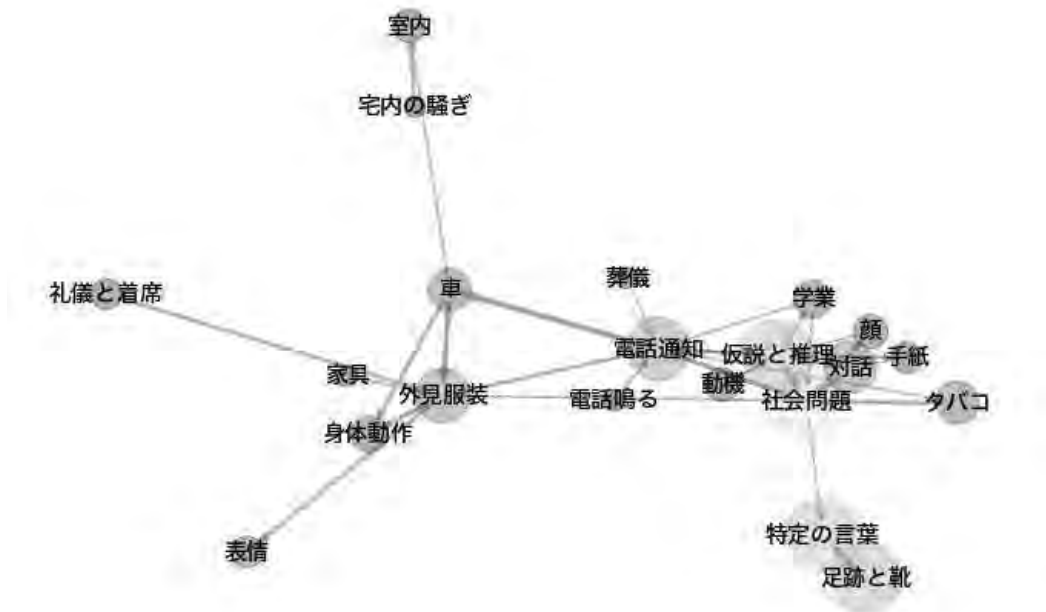 室内
宅内の騒ぎ
礼儀と着席
車
葬儀
学業
顔
電話通知
仮説と推理
対話
手紙
家具
動機
外見服装
電話鳴る
社会問題
タバコ
身体動作
表情
特定の言葉
足跡と靴